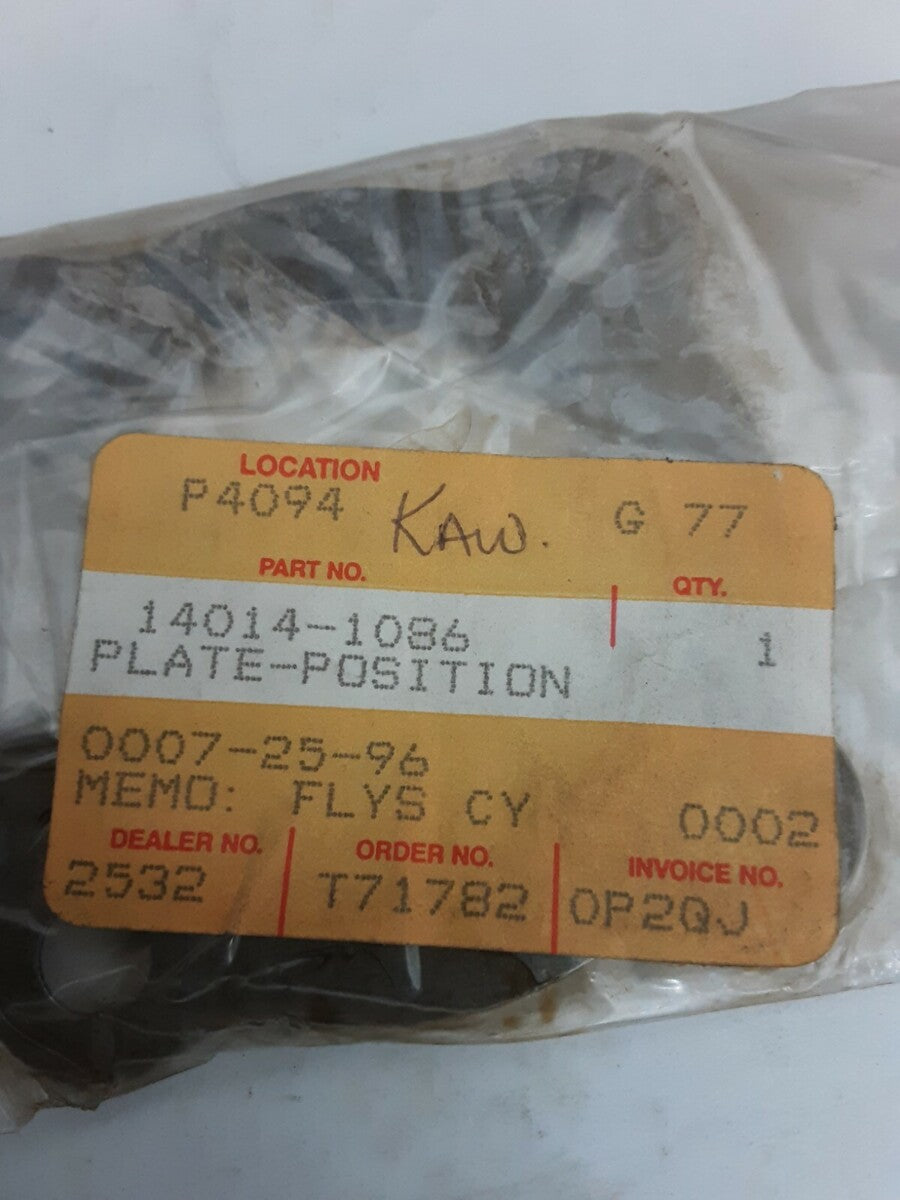 LOCATION
P4094 KAW. G 77
PART NO. QTY.
14014-1086 1
PLATE-POSITION
0007-25-96
MEMO: FLYS CY 0002
DEALER NO. ORDER NO. INVOICE NO.
2532 T71782 0P2QJ